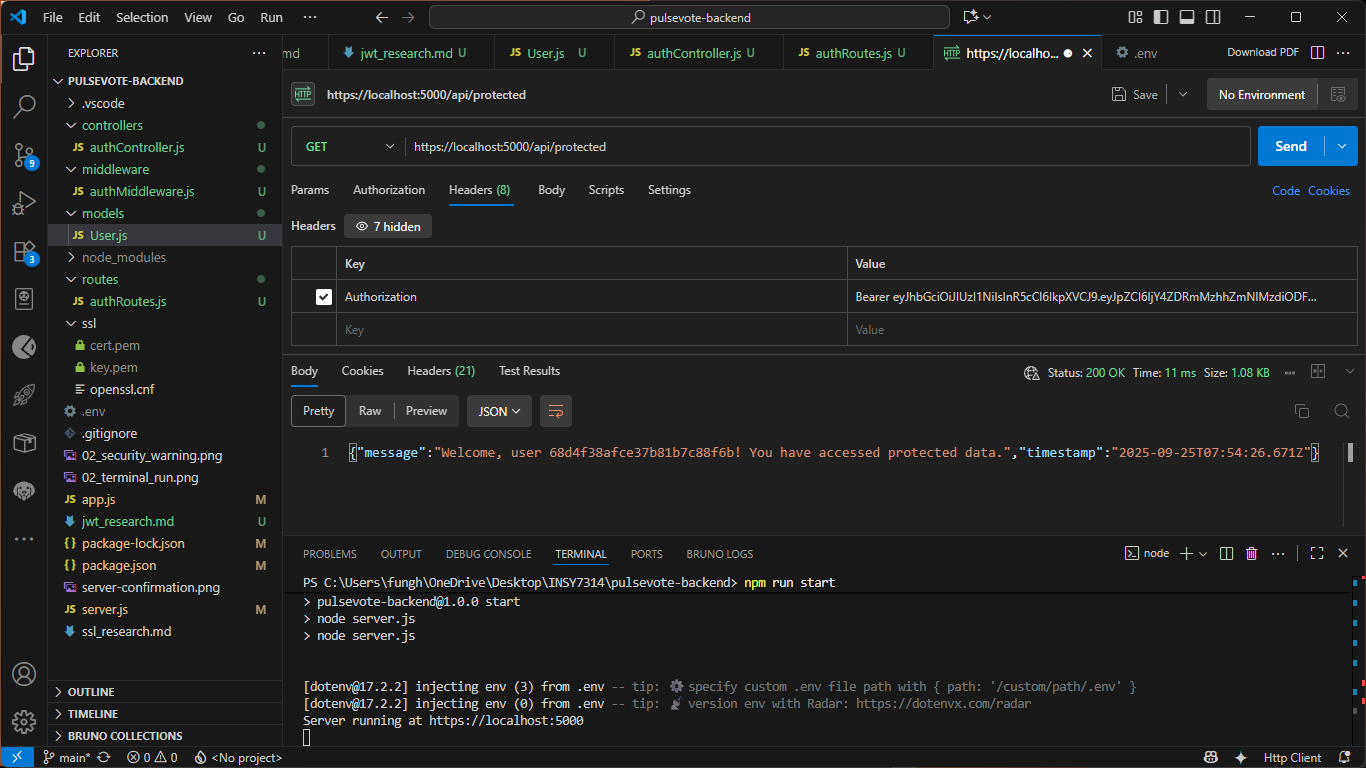 File Edit Selection View Go Run ··· pulsevote-backend
EXPLORER ···
PULSEVOTE-BACKEND
.vscode
controllers
JS authController.js U
middleware
JS authMiddleware.js U
models
JS User.js U
node_modules
routes
JS authRoutes.js U
ssl
cert.pem
key.pem
openssl.cnf
.env
.gitignore
02_security_warning.png
02_terminal_run.png
JS app.js M
jwt_research.md U
{} package-lock.json M
{} package.json M
server-confirmation.png
JS server.js M
ssl_research.md
OUTLINE
TIMELINE
BRUNO COLLECTIONS
9
3
md jwt_research.md U JS User.js U JS authController.js U JS authRoutes.js U HTTP https://localho... .env Download PDF ···
HTTP https://localhost:5000/api/protected Save No Environment
GET https://localhost:5000/api/protected Send
Params Authorization Headers (8) Body Scripts Settings Code Cookies
Headers 7 hidden
Key Value
Authorization Bearer
Key Value
Body Cookies Headers (21) Test Results Status: 200 OK Time: 11 ms Size: 1.08 KB
Pretty Raw Preview JSON
1 {"message":"Welcome, user 68d4f38afce37b81b7c88f6b! You have accessed protected data.","timestamp":"2025-09-25T07:54:26.671Z"}
PROBLEMS OUTPUT DEBUG CONSOLE TERMINAL PORTS BRUNO LOGS node
PS C:\Users\fungh\OneDrive\Desktop\INSY7314\pulsevote-backend> npm run start
> pulsevote-backend@1.0.0 start
> node server.js
> node server.js
[dotenv@17.2.2] injecting env (3) from .env -- tip: ⚙️ specify custom .env file path with { path: '/custom/path/.env' }
[dotenv@17.2.2] injecting env (0) from .env -- tip: 📡 version env with Radar: https://dotenvx.com/radar
Server running at https://localhost:5000
main* 0 0 <No project> Http Client